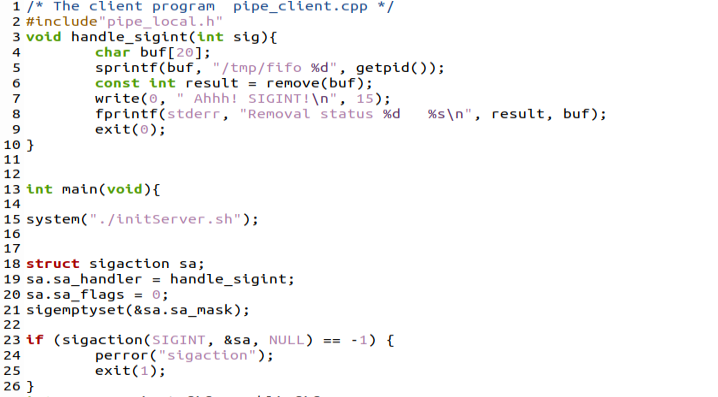 1 /* The client program  pipe_client.cpp */
2 #include"pipe_local.h"
3 void handle_sigint(int sig){
4         char buf[20];
5         sprintf(buf, "/tmp/fifo %d", getpid());
6         const int result = remove(buf);
7         write(0, " Ahhh! SIGINT!\n", 15);
8         fprintf(stderr, "Removal status %d   %s\n", result, buf);
9         exit(0);
10 }
11
12
13 int main(void){
14
15 system("./initServer.sh");
16
17
18 struct sigaction sa;
19 sa.sa_handler = handle_sigint;
20 sa.sa_flags = 0;
21 sigemptyset(&sa.sa_mask);
22
23 if (sigaction(SIGINT, &sa, NULL) == -1) {
24         perror("sigaction");
25         exit(1);
26 }